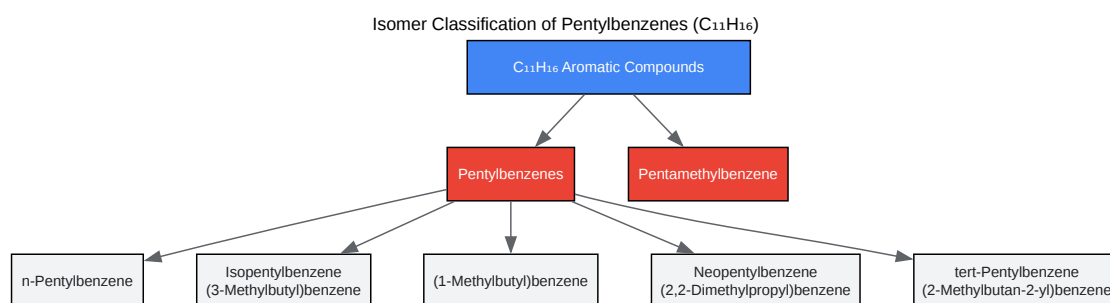 Isomer Classification of Pentylbenzenes (C₁₁H₁₆)
C₁₁H₁₆ Aromatic Compounds
Pentylbenzenes
Pentamethylbenzene
n-Pentylbenzene
Isopentylbenzene
(3-Methylbutyl)benzene
(1-Methylbutyl)benzene
Neopentylbenzene
(2,2-Dimethylpropyl)benzene
tert-Pentylbenzene
(2-Methylbutan-2-yl)benzene